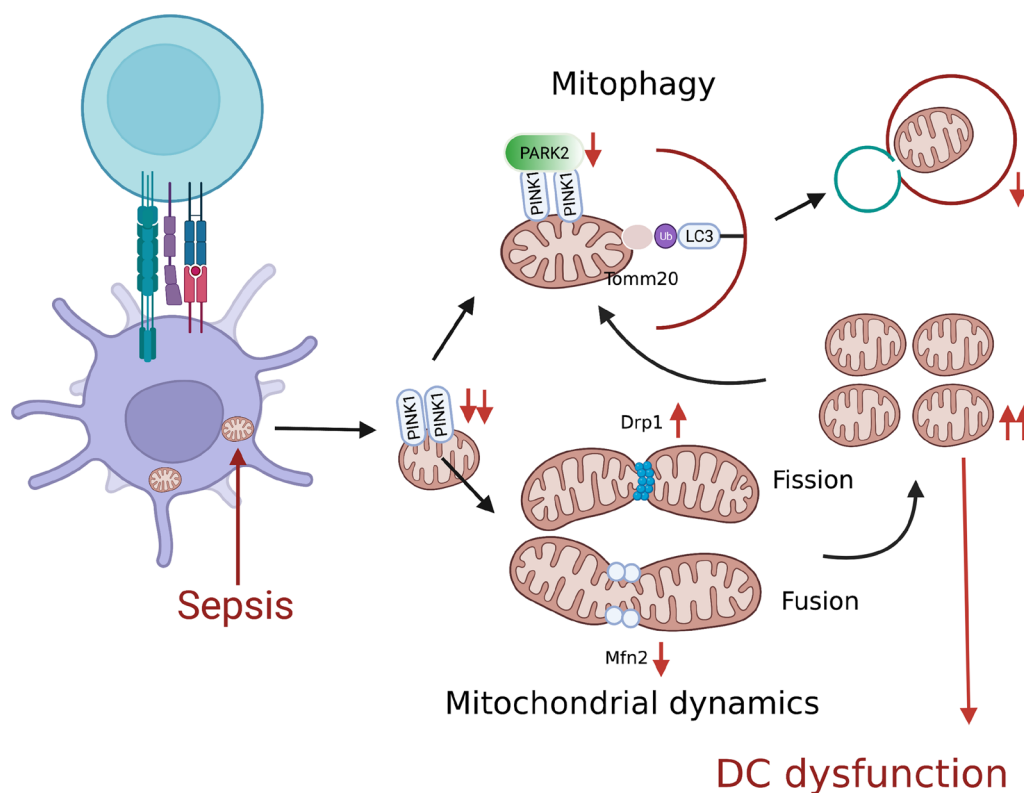 Mitophagy
PARK2
PINK1
PINK1
Ub
LC3
Tomm20
PINK1
PINK1
Drp1
Fission
Fusion
Sepsis
Mfn2
Mitochondrial dynamics
DC dysfunction